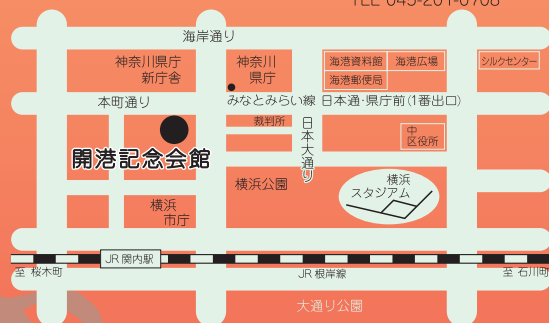 TEL 045-201-0708
海岸通り
神奈川県庁
新庁舎
神奈川
県庁
海港資料館
海港広場
シルクセンター
海港郵便局
本町通り
みなとみらい線 日本通・県庁前(1番出口)
裁判所
日本大通り
中
区役所
開港記念会館
横浜公園
横浜
スタジアム
横浜
市庁
JR関内駅
至 桜木町
JR根岸線
至 石川町
大通り公園